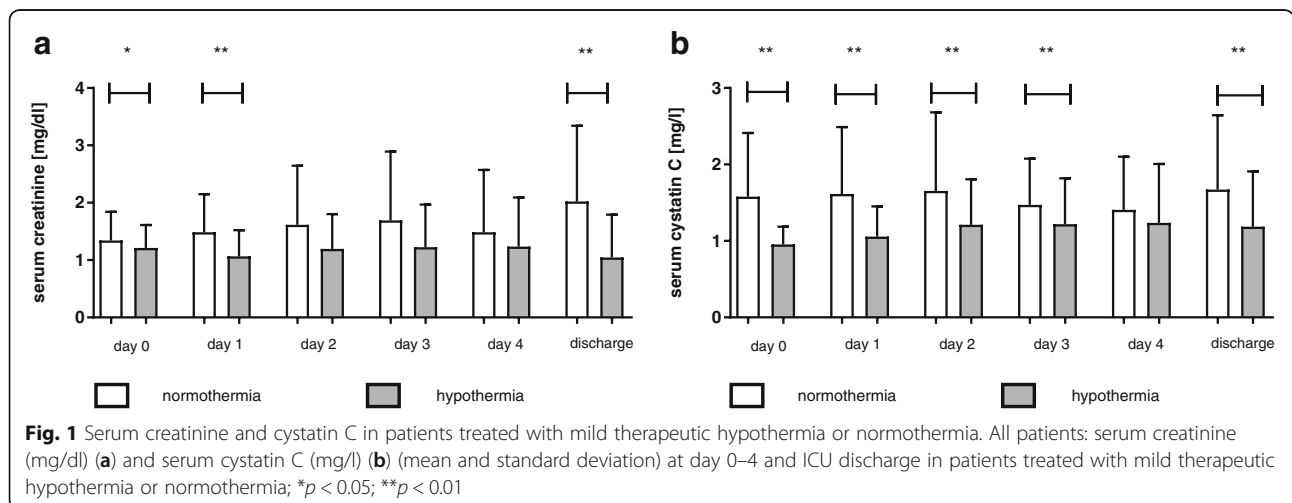 a
* ** **
serum creatinine [mg/dl]
4
3
2
1
0
day 0 day 1 day 2 day 3 day 4 discharge
normothermia hypothermia
b
** ** ** ** **
serum cystatin C [mg/l]
3
2
1
0
day 0 day 1 day 2 day 3 day 4 discharge
normothermia hypothermia
Fig. 1 Serum creatinine and cystatin C in patients treated with mild therapeutic hypothermia or normothermia. All patients: serum creatinine
(mg/dl) (a) and serum cystatin C (mg/l) (b) (mean and standard deviation) at day 0–4 and ICU discharge in patients treated with mild therapeutic
hypothermia or normothermia; *p < 0.05; **p < 0.01